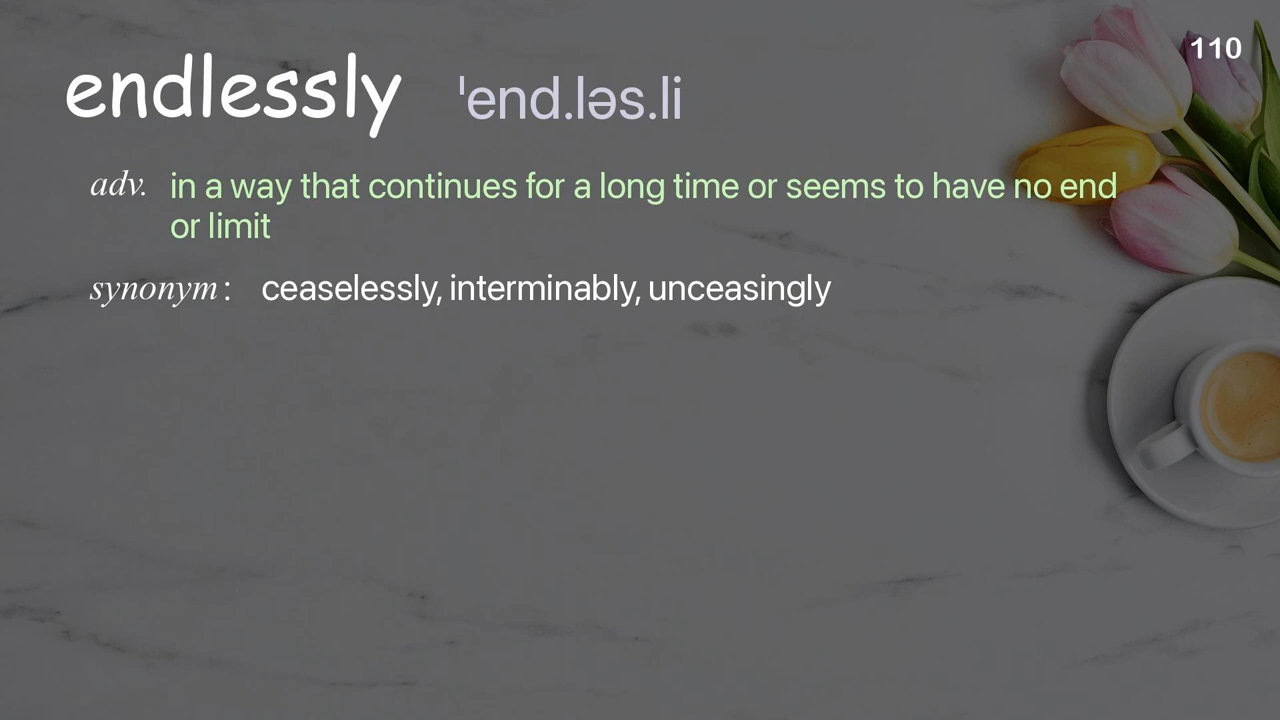 110
endlessly ˈend.ləs.li
adv. in a way that continues for a long time or seems to have no end
or limit
synonym: ceaselessly, interminably, unceasingly